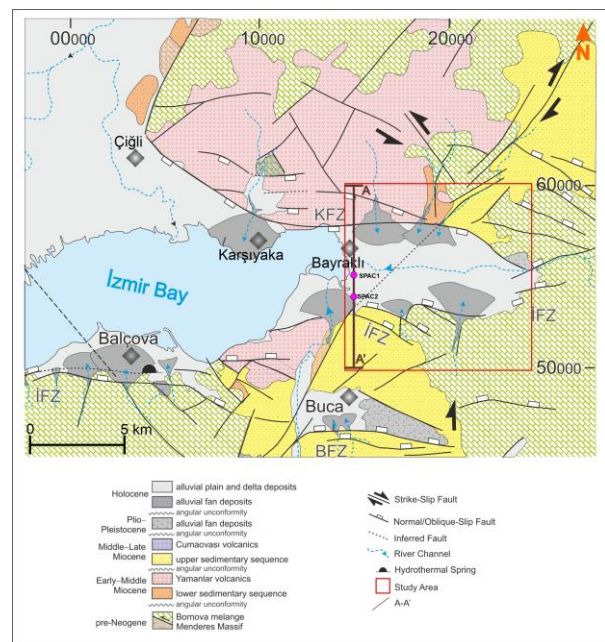 00000
10000
20000
N
Çiğli
60000
A
KFZ
Karşıyaka
Bayraklı
SPAC1
İzmir Bay
SPAC2
İFZ
İFZ
Balçova
50000
A'
İFZ
Buca
0
5 km
BFZ
Holocene
alluvial plain and delta deposits
alluvial fan deposits
angular unconformity
Plio–
Pleistocene
alluvial fan deposits
angular unconformity
Middle–Late
Miocene
Cumaovası volcanics
upper sedimentary sequence
angular unconformity
Early–Middle
Miocene
Yamanlar volcanics
lower sedimentary sequence
angular unconformity
pre-Neogene
Bornova melange
Menderes Massif
Strike-Slip Fault
Normal/Oblique-Slip Fault
Inferred Fault
River Channel
Hydrothermal Spring
Study Area
A-A'